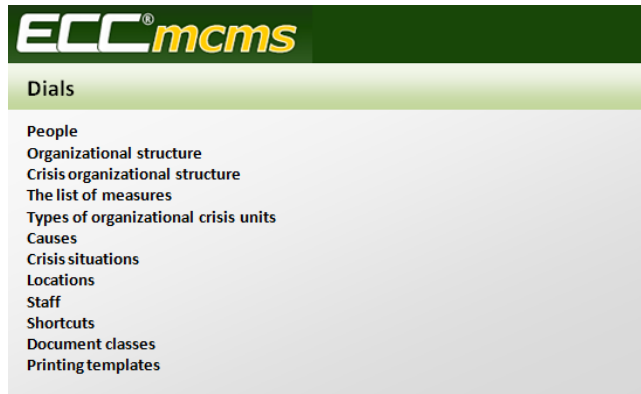 ECC®mcms
Dials
People
Organizational structure
Crisis organizational structure
The list of measures
Types of organizational crisis units
Causes
Crisis situations
Locations
Staff
Shortcuts
Document classes
Printing templates